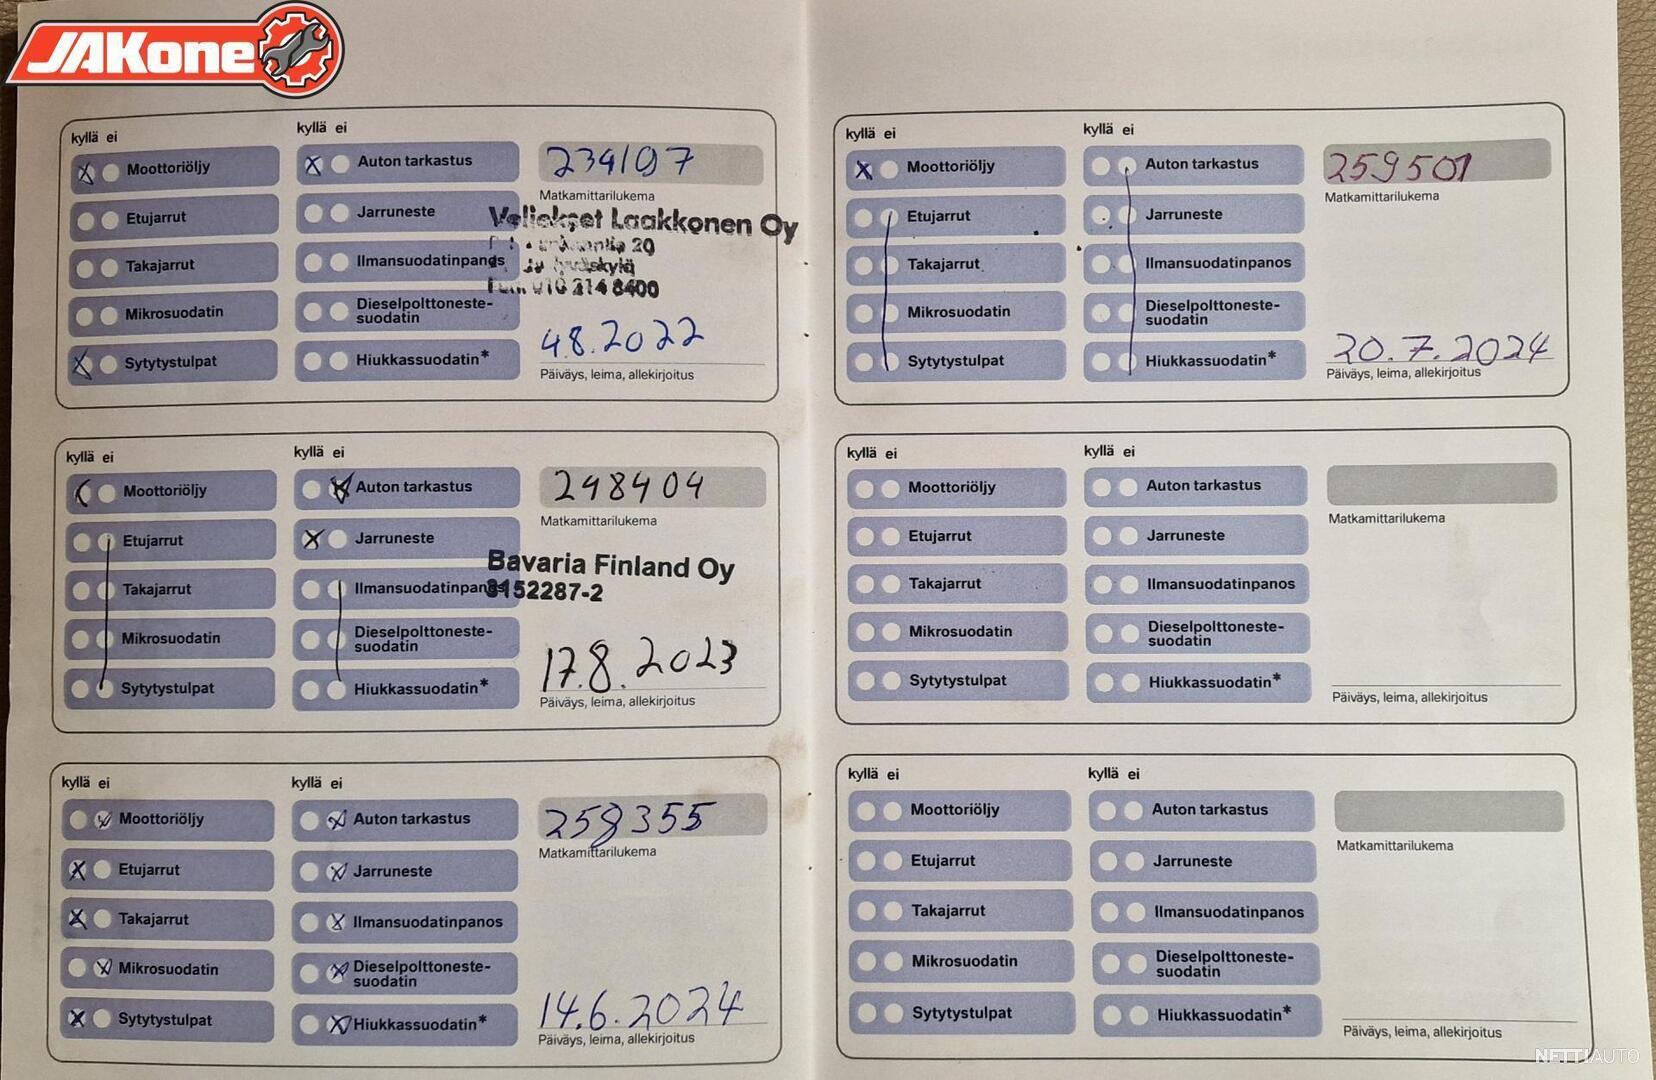 JAKone
kyllä ei
kyllä ei
Moottoriöljy
Auton tarkastus
239197
Etujarrut
Jarruneste
Matkamittarilukema
Veljekset Laakkonen Oy
20
Takajarrut
Ilmansuodatinpanos
Jyväskylä
Puh. 010 214 8400
Mikrosuodatin
Dieselpolttoneste-
suodatin
4.8.2022
Sytytystulpat
Hiukkassuodatin*
Päiväys, leima, allekirjoitus
kyllä ei
kyllä ei
Moottoriöljy
Auton tarkastus
248404
Etujarrut
Jarruneste
Matkamittarilukema
Bavaria Finland Oy
Takajarrut
Ilmansuodatinpanos
152287-2
Mikrosuodatin
Dieselpolttoneste-
suodatin
17.8.2023
Sytytystulpat
Hiukkassuodatin*
Päiväys, leima, allekirjoitus
kyllä ei
kyllä ei
Moottoriöljy
Auton tarkastus
258355
Etujarrut
Jarruneste
Matkamittarilukema
Takajarrut
Ilmansuodatinpanos
Mikrosuodatin
Dieselpolttoneste-
suodatin
14.6.2024
Sytytystulpat
Hiukkassuodatin*
Päiväys, leima, allekirjoitus
kyllä ei
kyllä ei
Moottoriöljy
Auton tarkastus
259501
Etujarrut
Jarruneste
Matkamittarilukema
Takajarrut
Ilmansuodatinpanos
Mikrosuodatin
Dieselpolttoneste-
suodatin
20.7.2024
Sytytystulpat
Hiukkassuodatin*
Päiväys, leima, allekirjoitus
kyllä ei
kyllä ei
Moottoriöljy
Auton tarkastus
Etujarrut
Jarruneste
Matkamittarilukema
Takajarrut
Ilmansuodatinpanos
Mikrosuodatin
Dieselpolttoneste-
suodatin
Sytytystulpat
Hiukkassuodatin*
Päiväys, leima, allekirjoitus
kyllä ei
kyllä ei
Moottoriöljy
Auton tarkastus
Etujarrut
Jarruneste
Matkamittarilukema
Takajarrut
Ilmansuodatinpanos
Mikrosuodatin
Dieselpolttoneste-
suodatin
Sytytystulpat
Hiukkassuodatin*
Päiväys, leima, allekirjoitus
NETTIAUTO